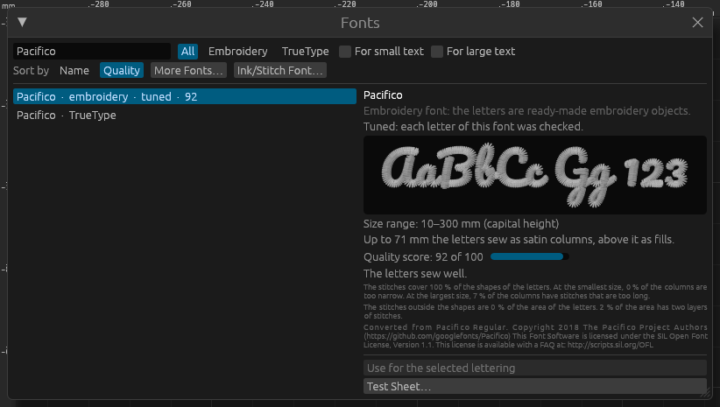 mm
-280
-260
-240
-220
-200
-180
-160
-140
Fonts
Pacifico
All
Embroidery
TrueType
For small text
For large text
Sort by
Name
Quality
More Fonts...
Ink/Stitch Font...
Pacifico · embroidery · tuned · 92
Pacifico · TrueType
Pacifico
Embroidery font: the letters are ready-made embroidery objects.
Tuned: each letter of this font was checked.
AaBbCc Gg 123
Size range: 10–300 mm (capital height)
Up to 71 mm the letters sew as satin columns, above it as fills.
Quality score: 92 of 100
The letters sew well.
The stitches cover 100 % of the shapes of the letters. At the smallest size, 0 % of the columns are
too narrow. At the largest size, 7 % of the columns have stitches that are too long.
The stitches outside the shapes are 0 % of the area of the letters. 2 % of the area has two layers
of stitches.
Converted from Pacifico Regular. Copyright 2018 The Pacifico Project Authors
(https://github.com/googlefonts/Pacifico) This Font Software is licensed under the SIL Open Font
License, Version 1.1. This license is available with a FAQ at: http://scripts.sil.org/OFL
Use for the selected lettering
Test Sheet...